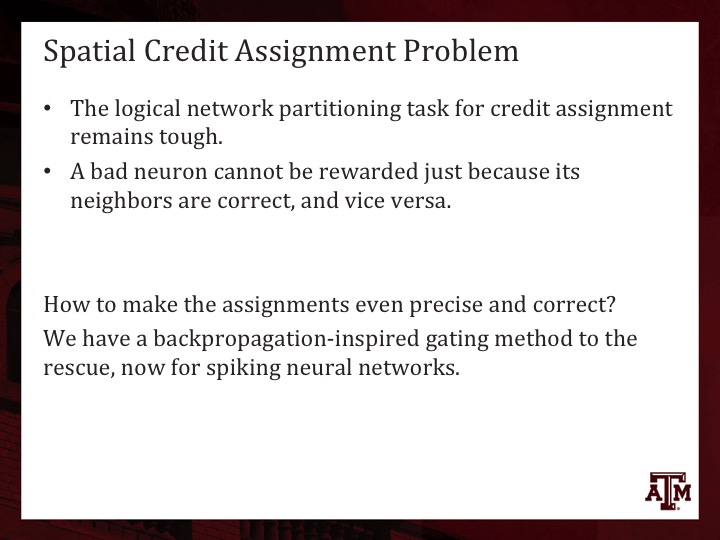 Spatial Credit Assignment Problem
• The logical network partitioning task for credit assignment
remains tough.
• A bad neuron cannot be rewarded just because its
neighbors are correct, and vice versa.
How to make the assignments even precise and correct?
We have a backpropagation-inspired gating method to the
rescue, now for spiking neural networks.
ATM